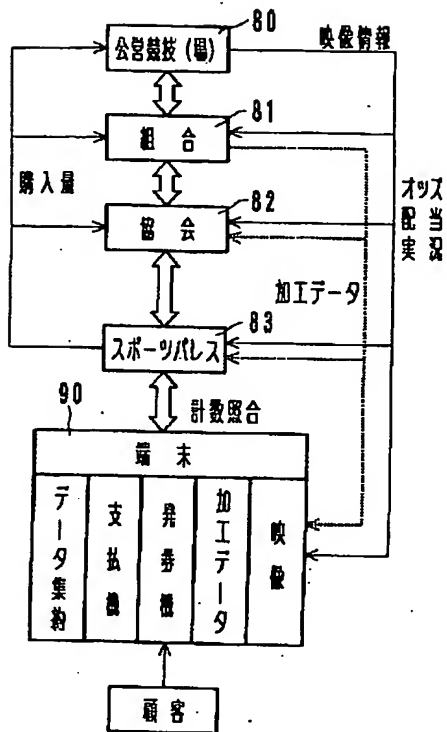 80
公営競技(場)
映像情報
81
組合
購入量
82
協会
オッズ
配当
実況
加工データ
83
スポーツパレス
90
計数照合
端末
データ集約
支払機
発券機
加工データ
映像
顧客